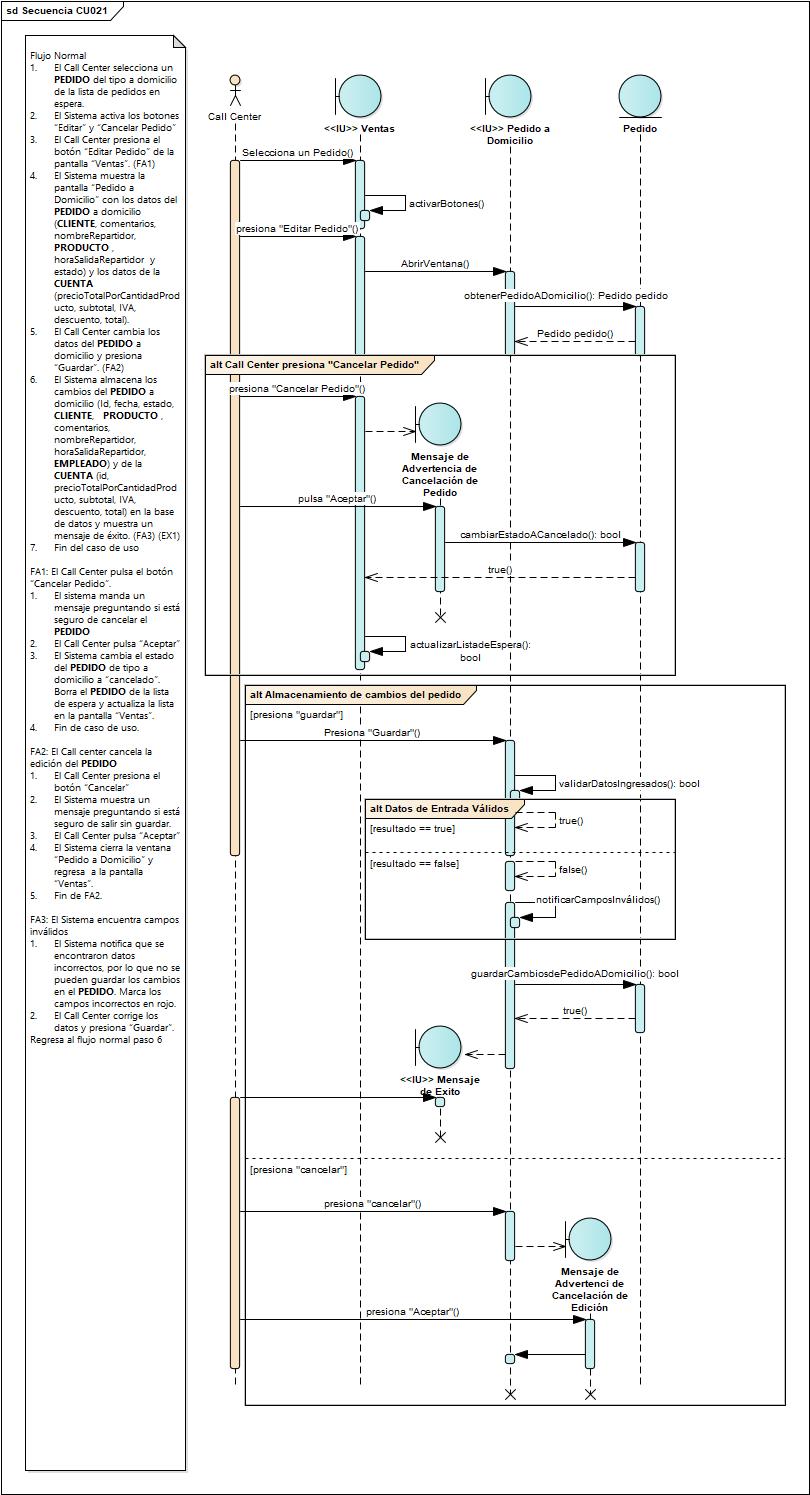 sd Secuencia CU021
Flujo Normal
1. El Call Center selecciona un
PEDIDO del tipo a domicilio
de la lista de pedidos en
espera.
2. El Sistema activa los botones
"Editar" y "Cancelar Pedido"
3. El Call Center presiona el
botón "Editar Pedido" de la
pantalla "Ventas". (FA1)
4. El Sistema muestra la
pantalla "Pedido a
Domicilio" con los datos del
PEDIDO a domicilio
(CLIENTE, comentarios,
nombreRepartidor,
PRODUCTO ,
horaSalidaRepartidor y
estado) y los datos de la
CUENTA
(precioTotalPorCantidadProd
ucto, subtotal, IVA,
descuento, total).
5. El Call Center cambia los
datos del PEDIDO a
domicilio y presiona
"Guardar". (FA2)
6. El Sistema almacena los
cambios del PEDIDO a
domicilio (Id, fecha, estado,
CLIENTE, PRODUCTO ,
comentarios,
nombreRepartidor,
horaSalidaRepartidor,
EMPLEADO) y de la
CUENTA (id,
precioTotalPorCantidadProd
ucto, subtotal, IVA,
descuento, total) en la base
de datos y muestra un
mensaje de éxito. (FA3) (EX1)
7. Fin del caso de uso
FA1: El Call Center pulsa el botón
"Cancelar Pedido".
1. El sistema manda un
mensaje preguntando si está
seguro de cancelar el
PEDIDO
2. El Call Center pulsa "Aceptar"
3. El Sistema cambia el estado
del PEDIDO de tipo a
domicilio a "cancelado".
Borra el PEDIDO de la lista
de espera y actualiza la lista
en la pantalla "Ventas".
4. Fin de caso de uso.
FA2: El Call center cancela la
edición del PEDIDO
1. El Call Center presiona el
botón "Cancelar"
2. El Sistema muestra un
mensaje preguntando si está
seguro de salir sin guardar.
3. El Call Center pulsa "Aceptar"
4. El Sistema cierra la ventana
"Pedido a Domicilio" y
regresa a la pantalla
"Ventas".
5. Fin de FA2.
FA3: El Sistema encuentra campos
inválidos
1. El Sistema notifica que se
encontraron datos
incorrectos, por lo que no se
pueden guardar los cambios
en el PEDIDO. Marca los
campos incorrectos en rojo.
2. El Call Center corrige los
datos y presiona "Guardar".
Regresa al flujo normal paso 6
Call Center
<<IU>> Ventas
<<IU>> Pedido a
Domicilio
Pedido
Selecciona un Pedido()
activarBotones()
presiona "Editar Pedido"()
AbrirVentana()
obtenerPedidoADomicilio(): Pedido pedido
Pedido pedido()
alt Call Center presiona "Cancelar Pedido"
presiona "Cancelar Pedido"()
Mensaje de
Advertencia de
Cancelación de
Pedido
pulsa "Aceptar"()
cambiarEstadoACancelado(): bool
true()
actualizarListadeEspera():
bool
alt Almacenamiento de cambios del pedido
[presiona "guardar"]
Presiona "Guardar"()
validarDatosIngresados(): bool
alt Datos de Entrada Válidos
[resultado == true]
true()
[resultado == false]
false()
notificarCamposInválidos()
guardarCambiosdePedidoADomicilio(): bool
true()
<<IU>> Mensaje
de Exito
[presiona "cancelar"]
presiona "cancelar"()
Mensaje de
Advertenci de
Cancelación de
Edición
presiona "Aceptar"()